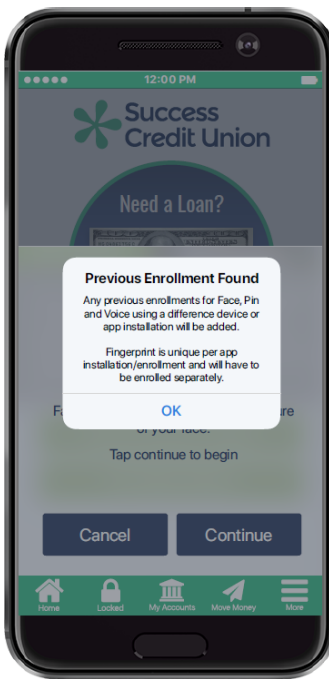 12:00 PM
Success
Credit Union
Need a Loan?
Previous Enrollment Found
Any previous enrollments for Face, Pin
and Voice using a difference device or
app installation will be added.
Fingerprint is unique per app
installation/enrollment and will have to
be enrolled separately.
OK
of your face.
Tap continue to begin
Cancel
Continue
Home
Locked
My Accounts
Move Money
More